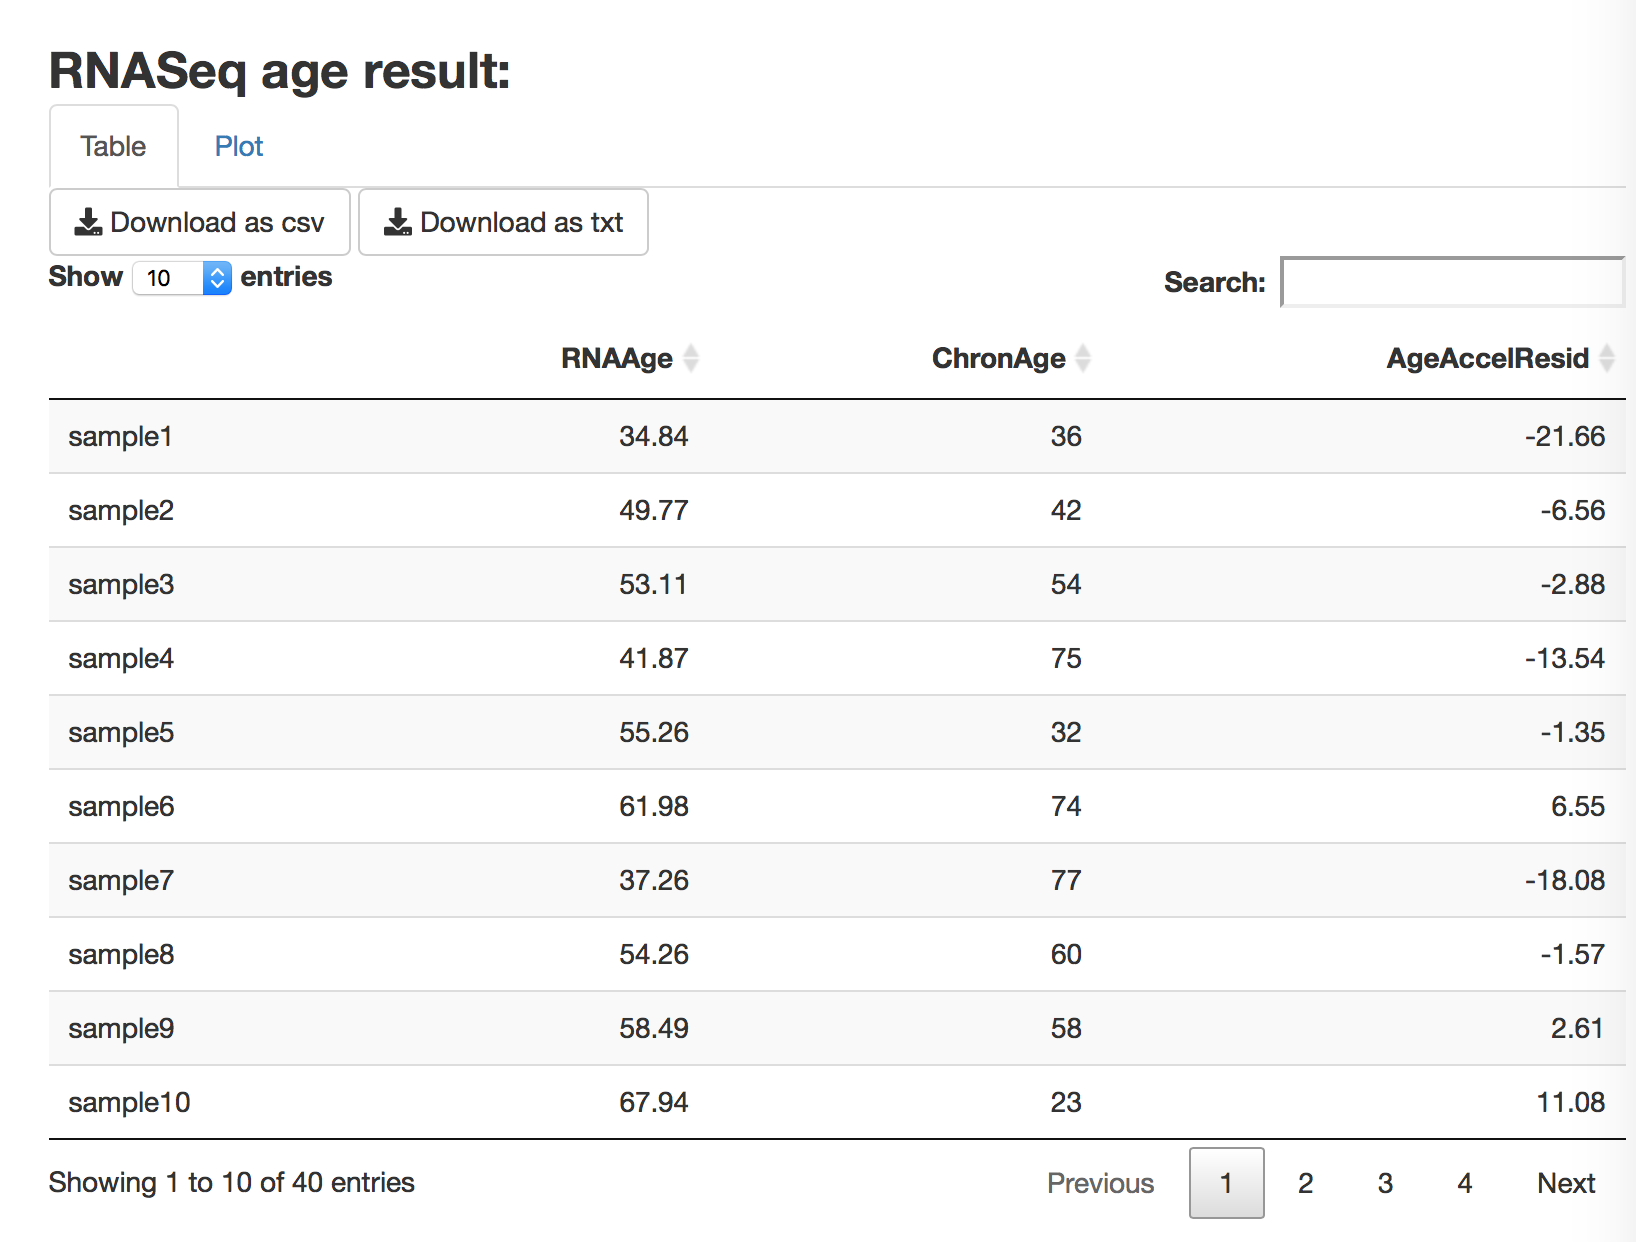 RNASeq age result:
Table Plot
Download as csv Download as txt
Show 10 entries Search:
RNAAge ChronAge AgeAccelResid
sample1 34.84 36 -21.66
sample2 49.77 42 -6.56
sample3 53.11 54 -2.88
sample4 41.87 75 -13.54
sample5 55.26 32 -1.35
sample6 61.98 74 6.55
sample7 37.26 77 -18.08
sample8 54.26 60 -1.57
sample9 58.49 58 2.61
sample10 67.94 23 11.08
Showing 1 to 10 of 40 entries Previous 1 2 3 4 Next